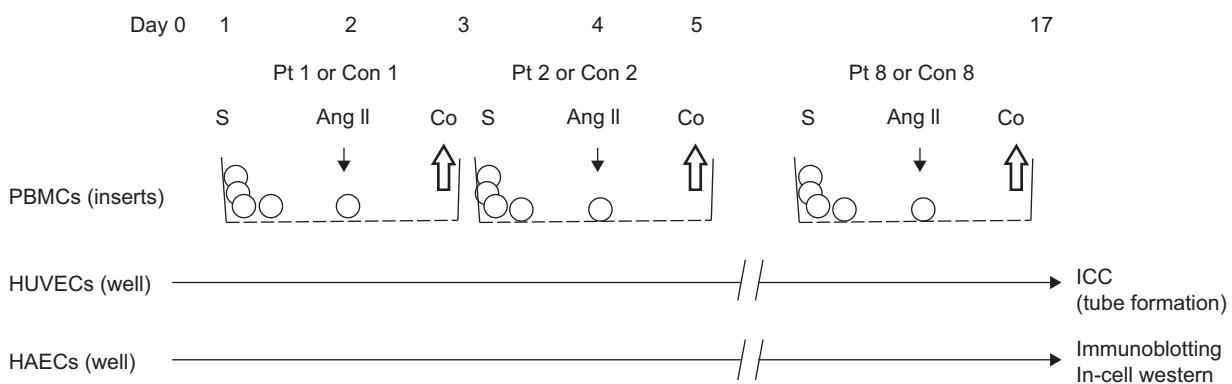 Day 0 1 2 3 4 5 17
Pt 1 or Con 1 Pt 2 or Con 2 Pt 8 or Con 8
S Ang II Co S Ang II Co S Ang II Co
PBMCs (inserts)
HUVECs (well) ICC
(tube formation)
HAECs (well) Immunoblotting
In-cell western